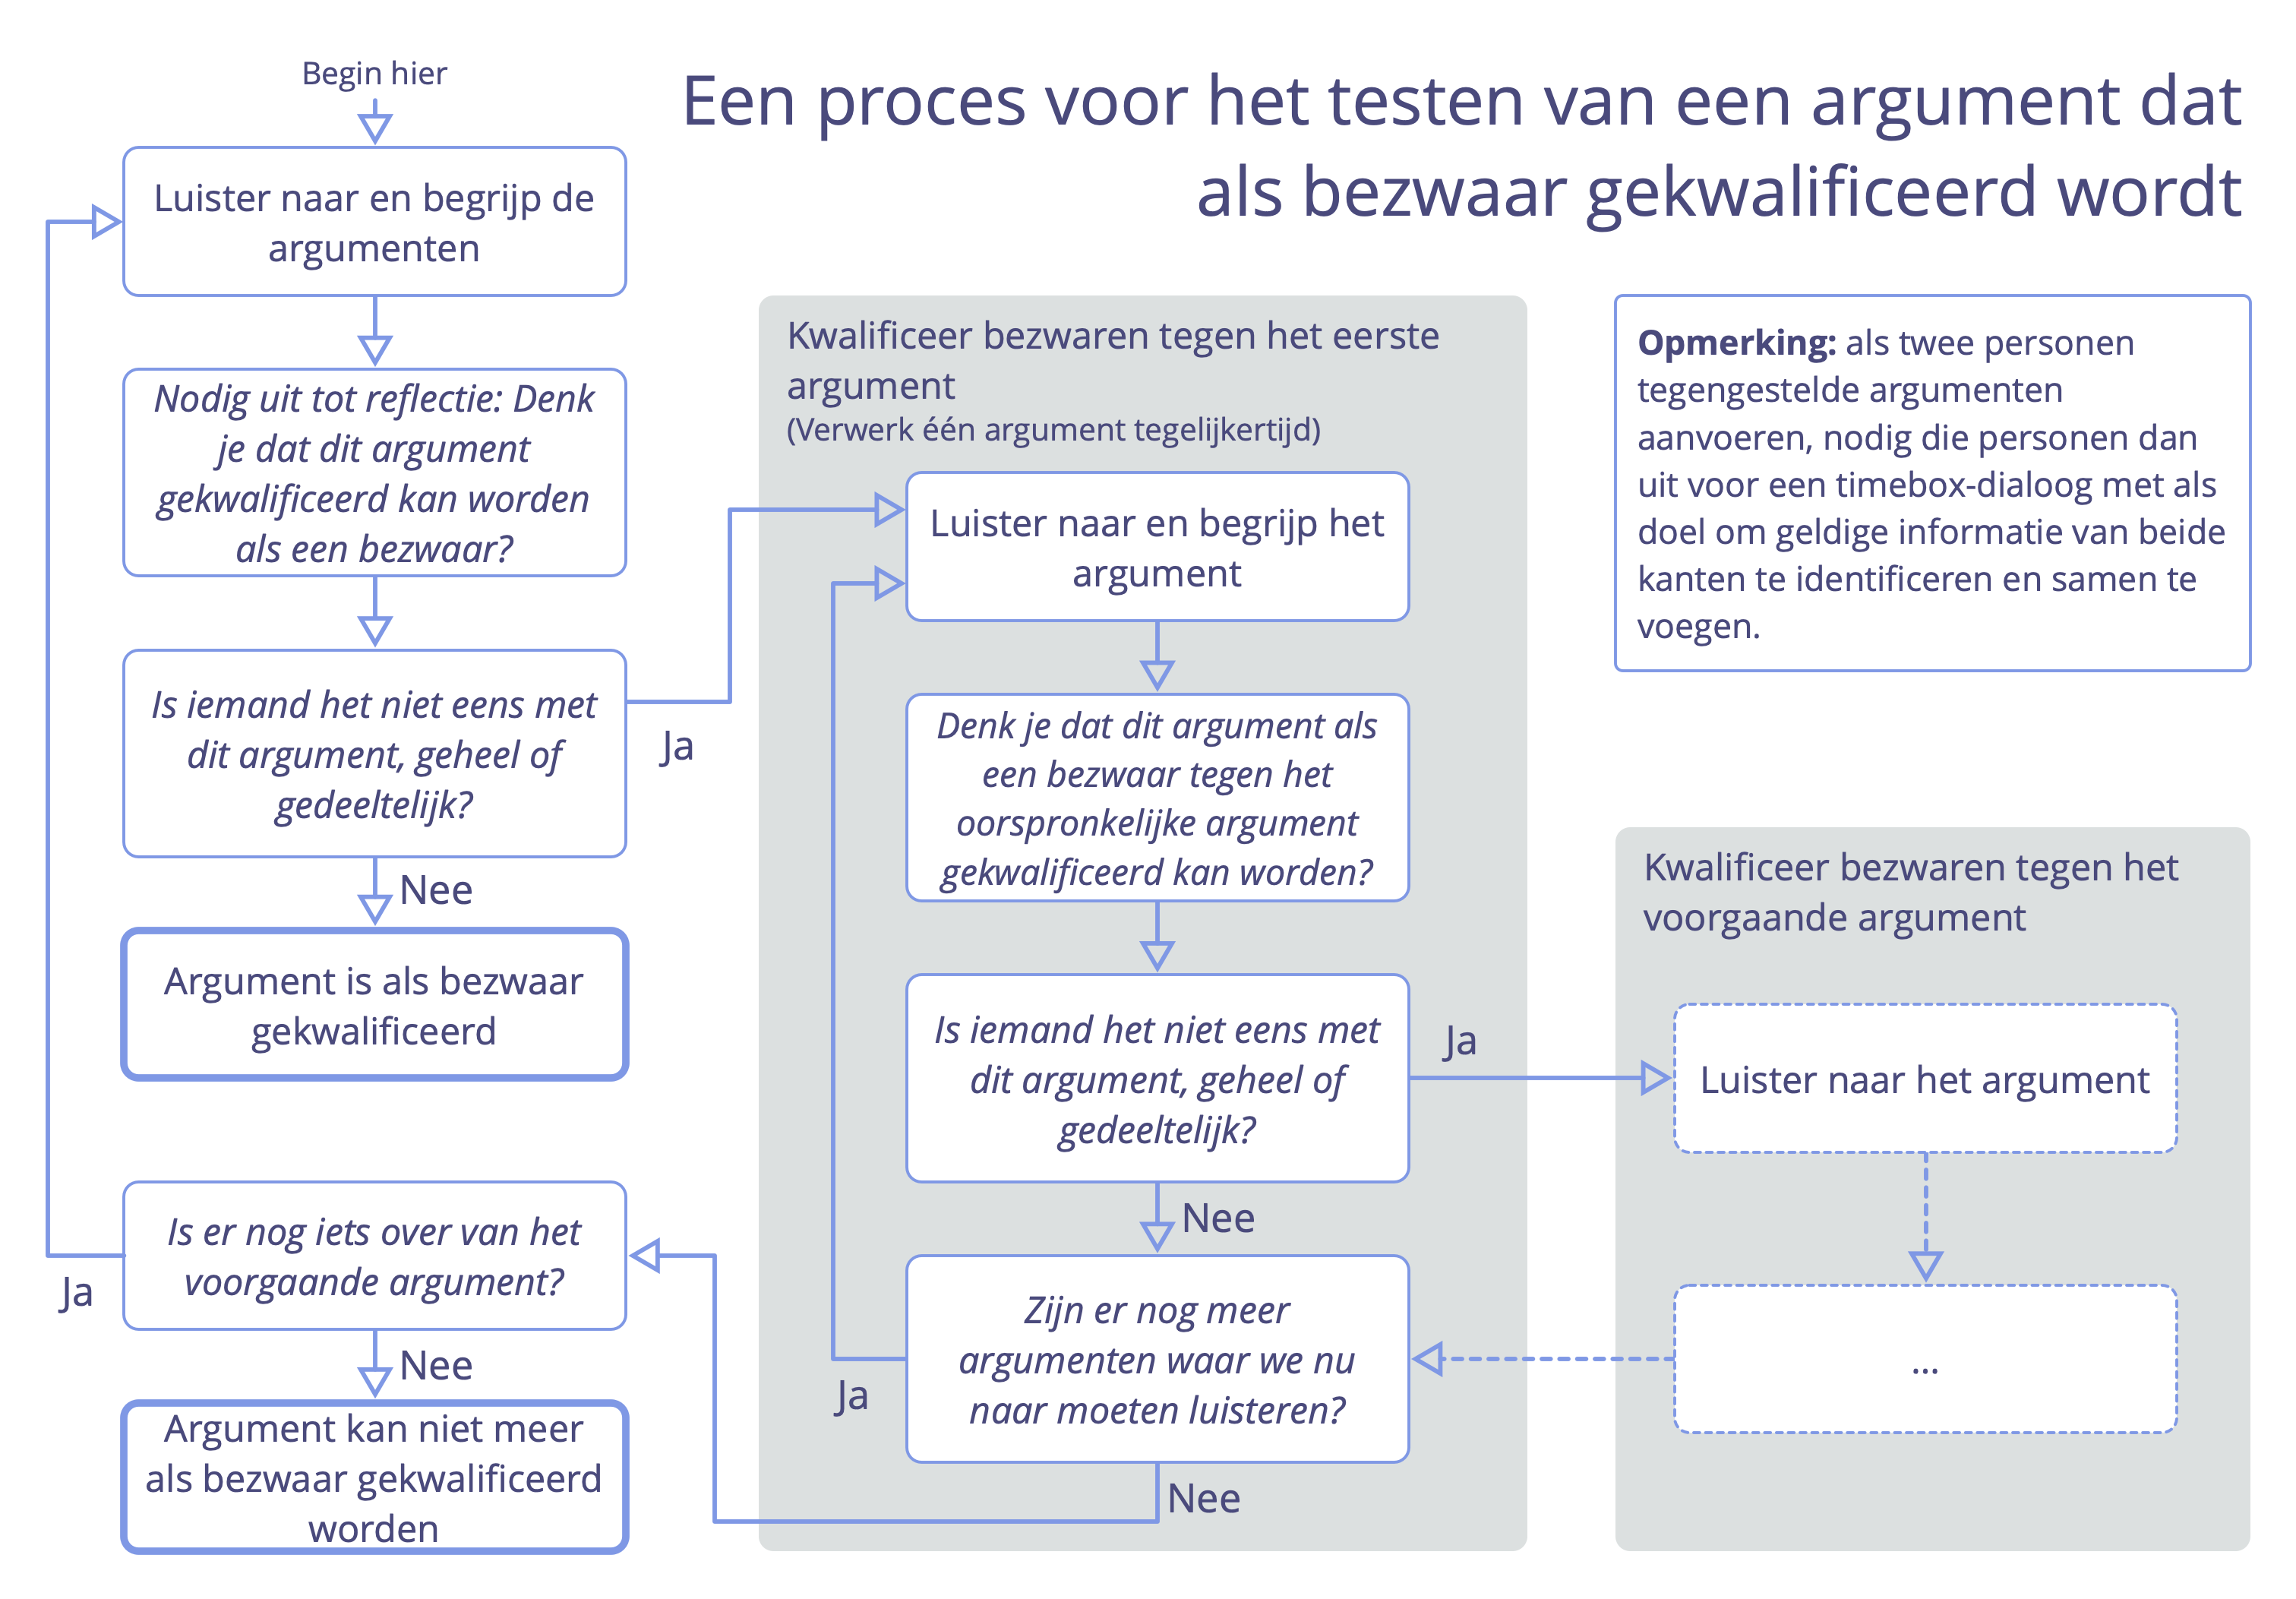 Begin hier
Een proces voor het testen van een argument dat
als bezwaar gekwalificeerd wordt
Luister naar en begrijp de
argumenten
Nodig uit tot reflectie: Denk
je dat dit argument
gekwalificeerd kan worden
als een bezwaar?
Is iemand het niet eens met
dit argument, geheel of
gedeeltelijk?
Ja
Nee
Argument is als bezwaar
gekwalificeerd
Is er nog iets over van het
voorgaande argument?
Ja
Nee
Argument kan niet meer
als bezwaar gekwalificeerd
worden
Kwalificeer bezwaren tegen het eerste
argument
(Verwerk één argument tegelijkertijd)
Luister naar en begrijp het
argument
Denk je dat dit argument als
een bezwaar tegen het
oorspronkelijke argument
gekwalificeerd kan worden?
Is iemand het niet eens met
dit argument, geheel of
gedeeltelijk?
Ja
Nee
Zijn er nog meer
argumenten waar we nu
naar moeten luisteren?
Ja
Nee
Opmerking: als twee personen
tegengestelde argumenten
aanvoeren, nodig die personen dan
uit voor een timebox-dialoog met als
doel om geldige informatie van beide
kanten te identificeren en samen te
voegen.
Kwalificeer bezwaren tegen het
voorgaande argument
Luister naar het argument
...